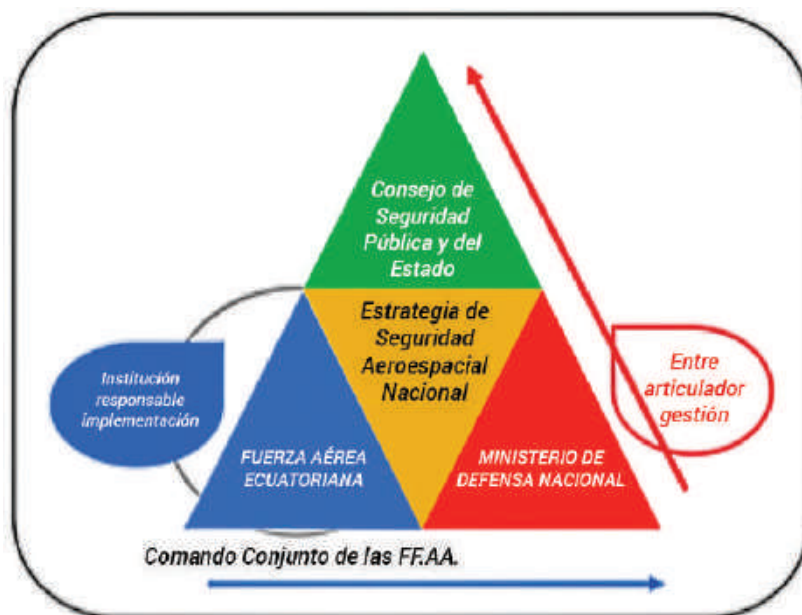 Consejo de
Seguridad
Pública y del
Estado
Estrategia de
Seguridad
Aeroespacial
Nacional
Institución
responsable
implementación
Entre
articulador
gestión
FUERZA AÉREA
ECUATORIANA
MINISTERIO DE
DEFENSA NACIONAL
Comando Conjunto de las FF.AA.